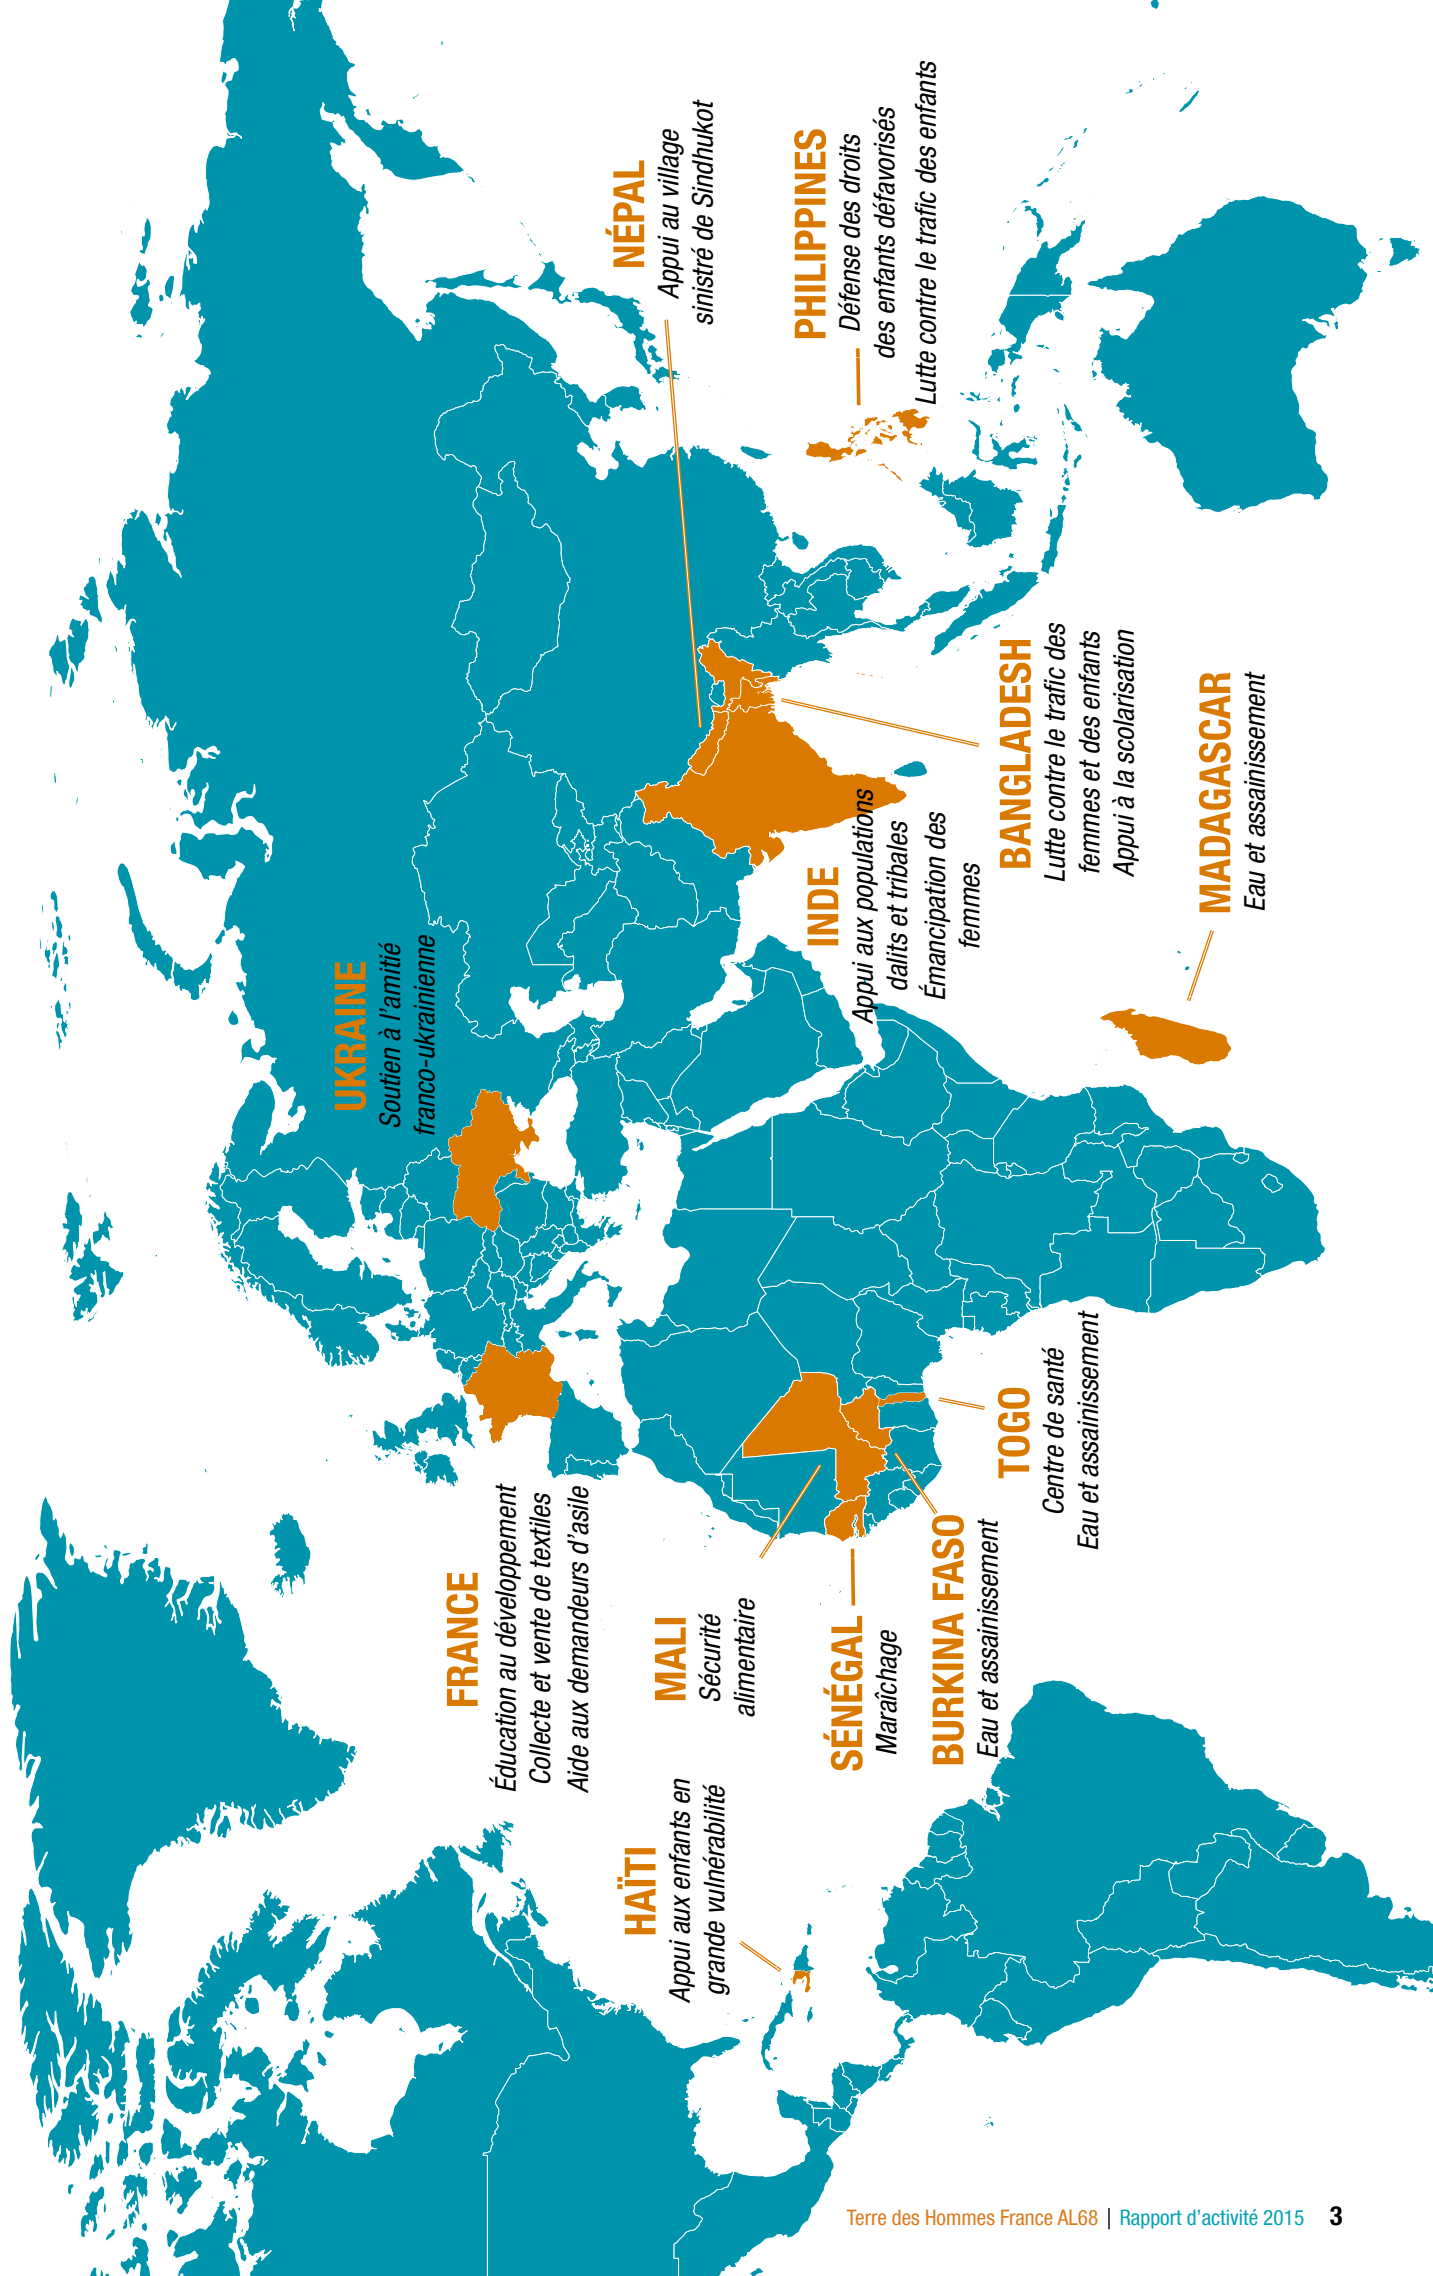 HAÏTI
Appui aux enfants en
grande vulnérabilité
FRANCE
Éducation au développement
Collecte et vente de textiles
Aide aux demandeurs d’asile
MALI
Sécurité
alimentaire
SÉNÉGAL
Maraîchage
BURKINA FASO
Eau et assainissement
TOGO
Centre de santé
Eau et assainissement
UKRAINE
Soutien à l’amitié
franco-ukrainienne
INDE
Appui aux populations
dalits et tribales
Émancipation des
femmes
BANGLADESH
Lutte contre le trafic des
femmes et des enfants
Appui à la scolarisation
MADAGASCAR
Eau et assainissement
NÉPAL
Appui au village
sinistré de Sindhukot
PHILIPPINES
Défense des droits
des enfants défavorisés
Lutte contre le trafic des enfants
Terre des Hommes France AL68 | Rapport d’activité 2015 3